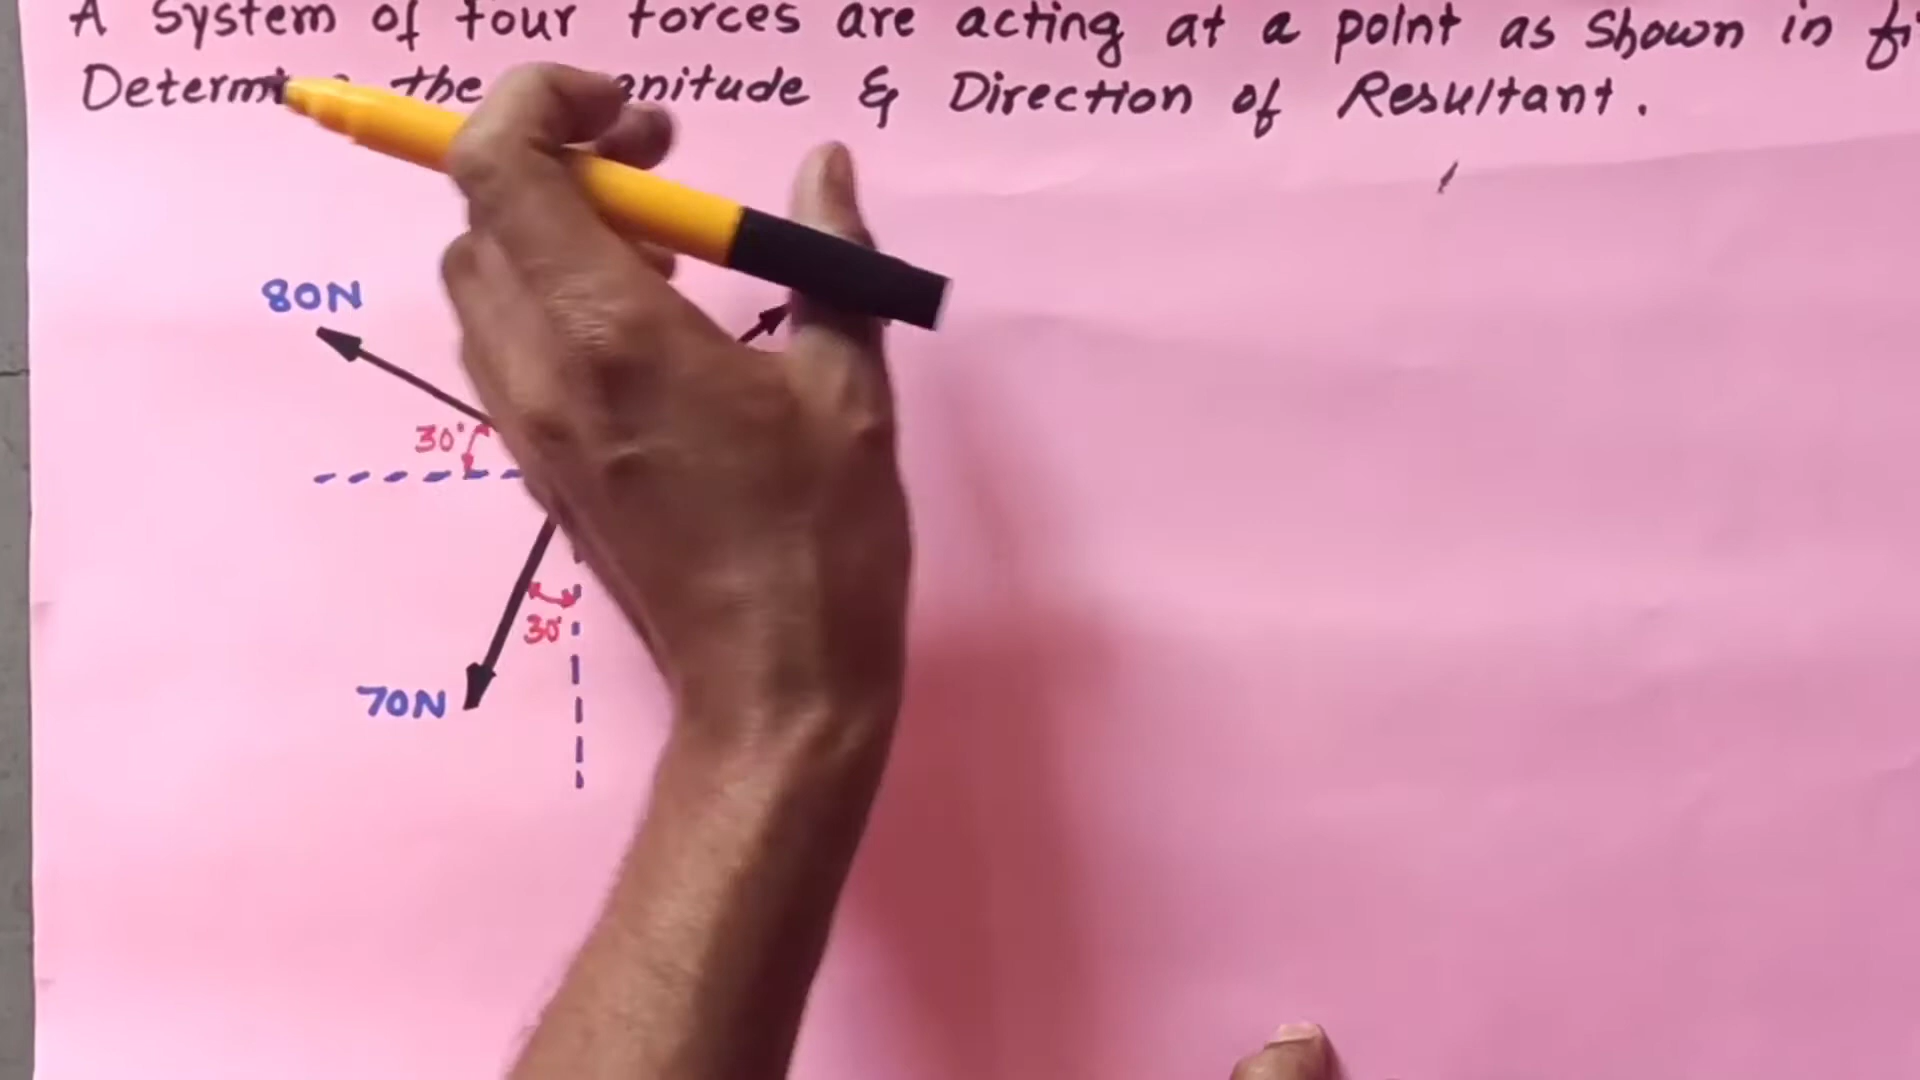 A System of four forces are acting at a point as shown in
the Direction of Resultant.
80N
30°
30°
70N